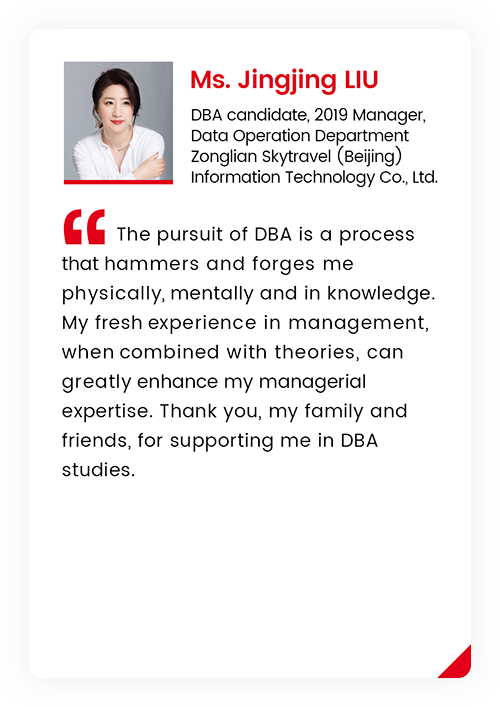 Ms. Jingjing LIU
DBA candidate, 2019 Manager,
Data Operation Department
Zonglian Skytravel (Beijing)
Information Technology Co., Ltd.
“ The pursuit of DBA is a process
that hammers and forges me
physically, mentally and in knowledge.
My fresh experience in management,
when combined with theories, can
greatly enhance my managerial
expertise. Thank you, my family and
friends, for supporting me in DBA
studies.